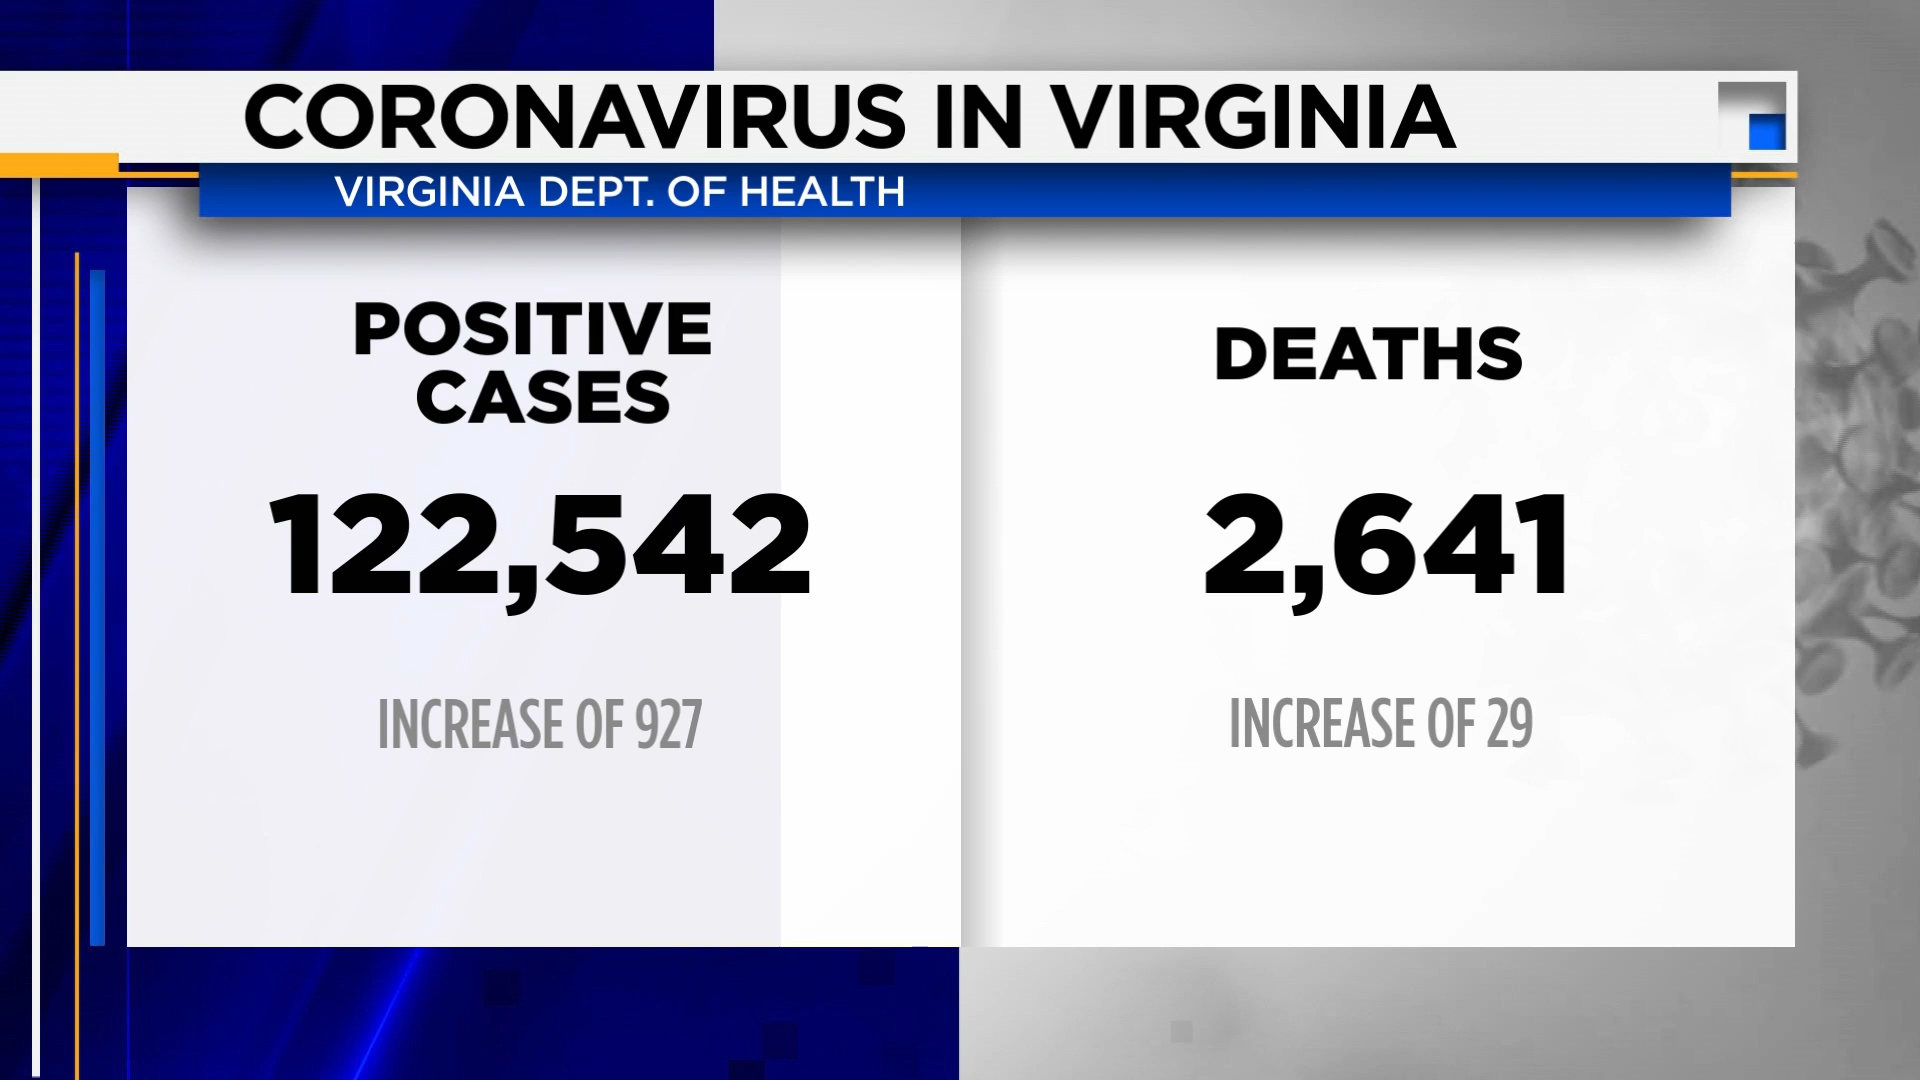 CORONAVIRUS IN VIRGINIA
VIRGINIA DEPT. OF HEALTH
POSITIVE
CASES
122,542
INCREASE OF 927
DEATHS
2,641
INCREASE OF 29